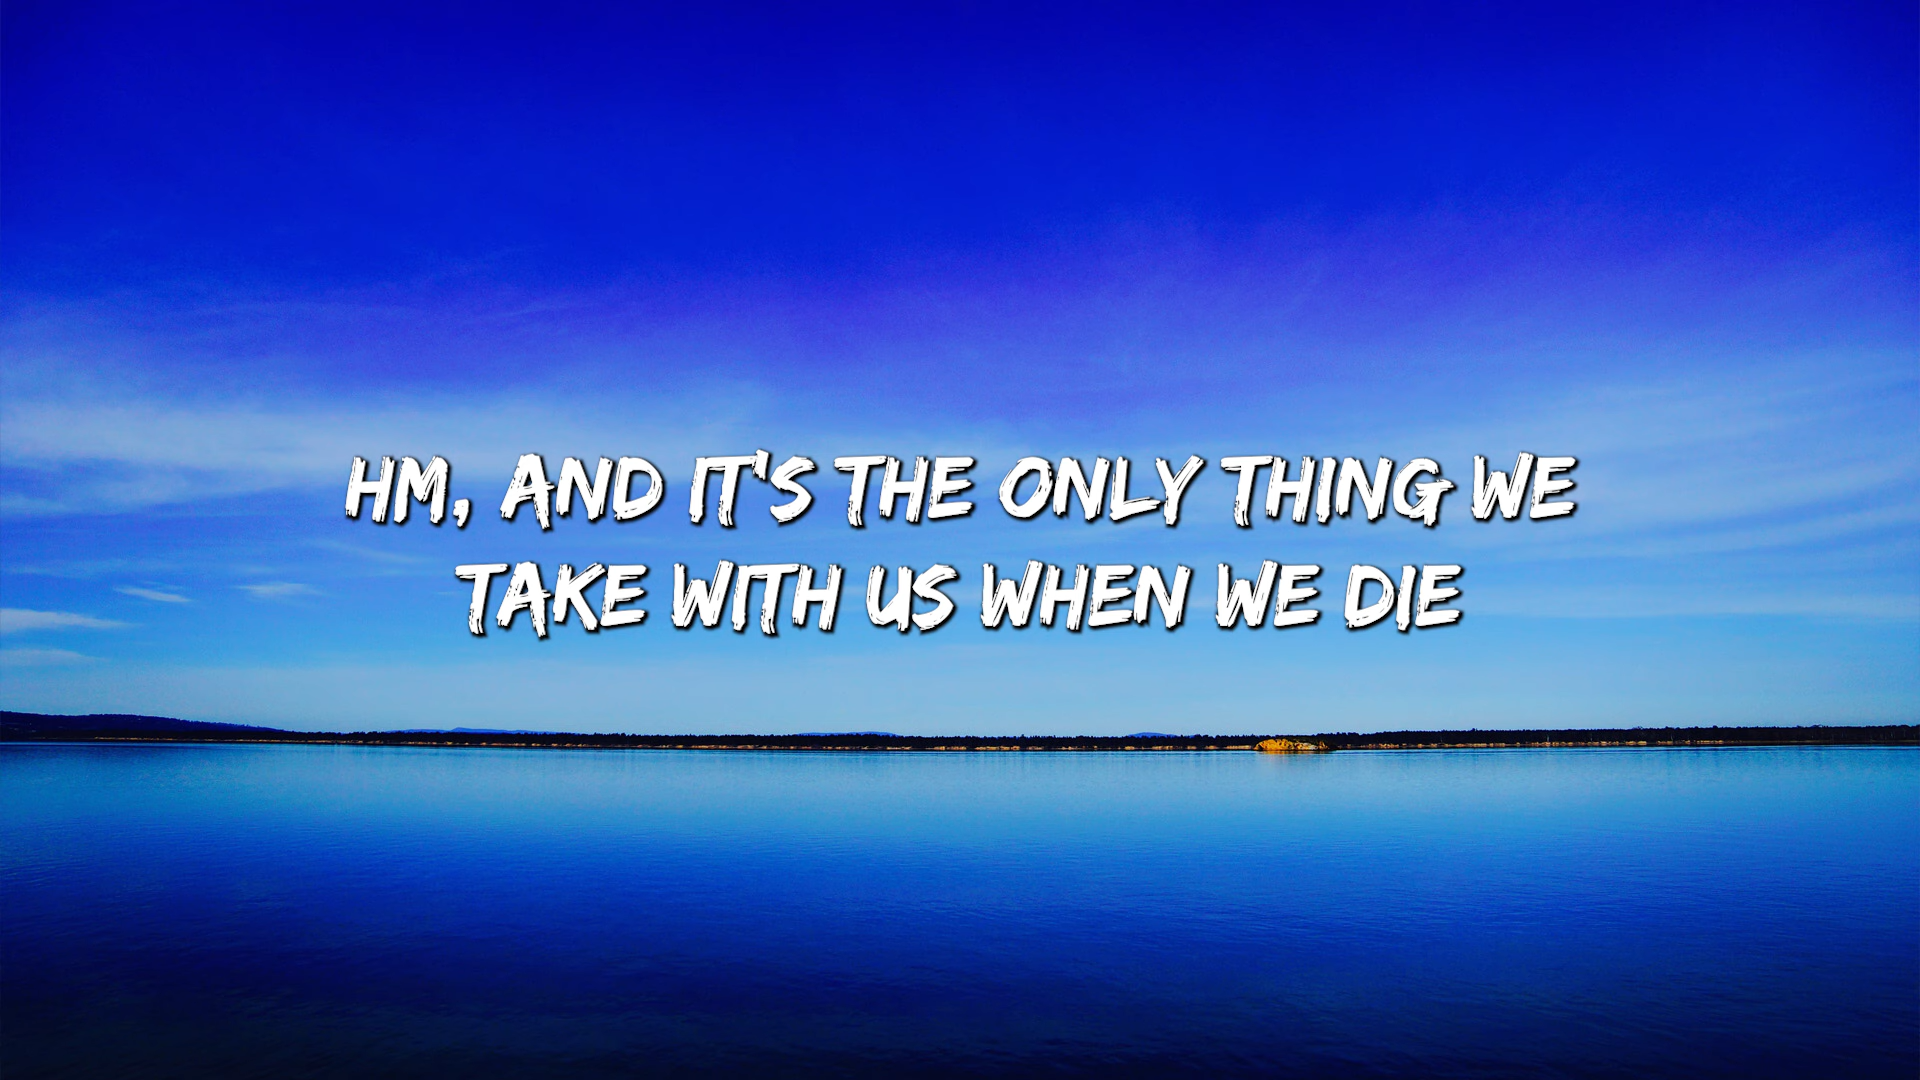 HM, AND IT'S THE ONLY THING WE
TAKE WITH US WHEN WE DIE